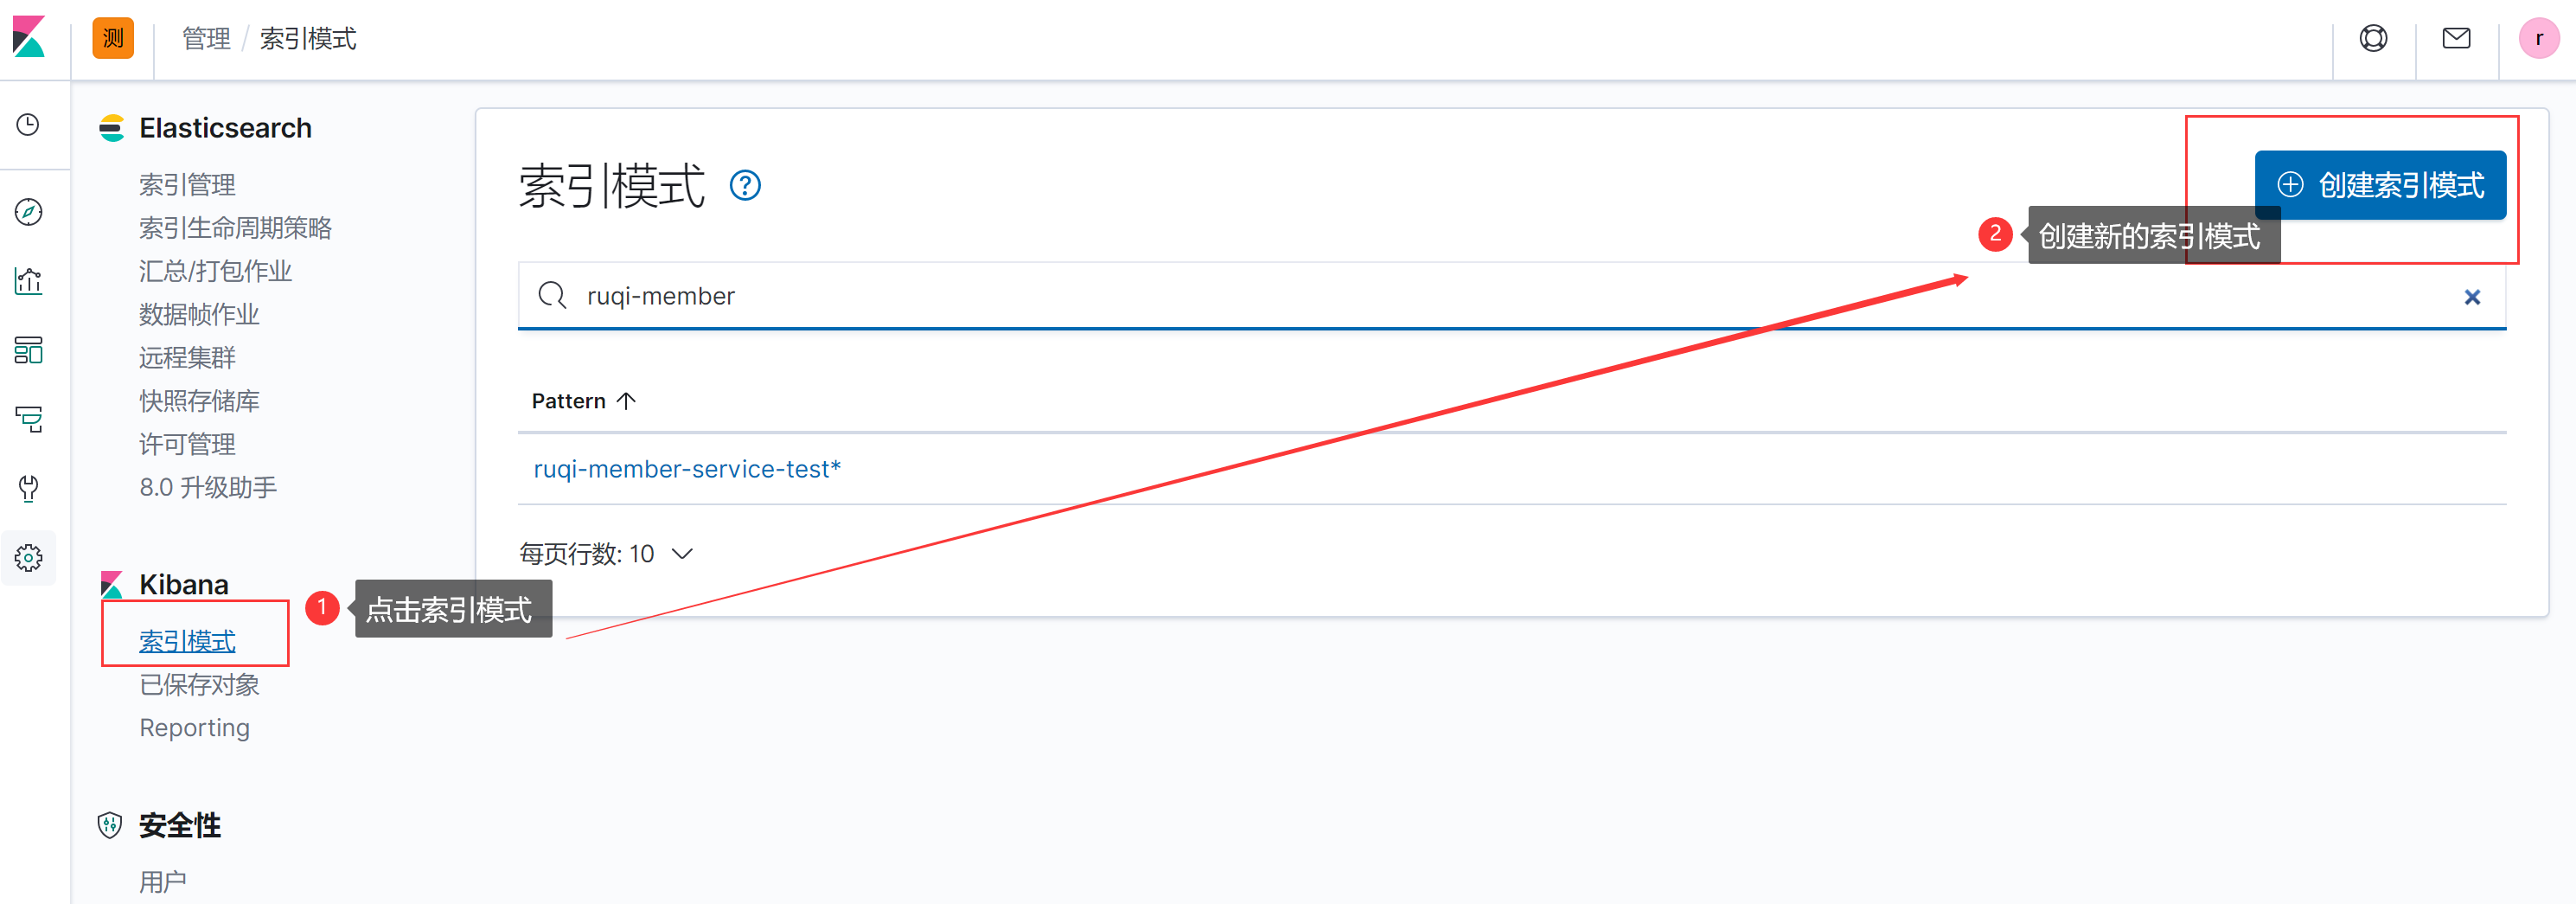 测
管理 / 索引模式
r
Elasticsearch
索引管理
索引生命周期策略
汇总/打包作业
数据帧作业
远程集群
快照存储库
许可管理
8.0 升级助手
Kibana
索引模式
已保存对象
Reporting
安全性
用户
1 点击索引模式
索引模式 ?
创建索引模式
2 创建新的索引模式
ruqi-member
Pattern ↑
ruqi-member-service-test*
每页行数: 10